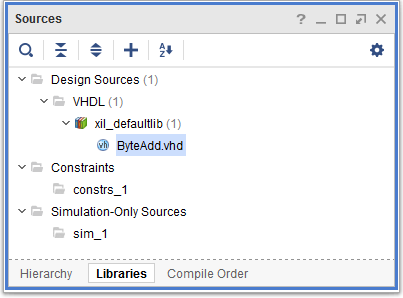 Sources
Design Sources (1)
VHDL (1)
xil_defaultlib (1)
vh ByteAdd.vhd
Constraints
constrs_1
Simulation-Only Sources
sim_1
Hierarchy Libraries Compile Order